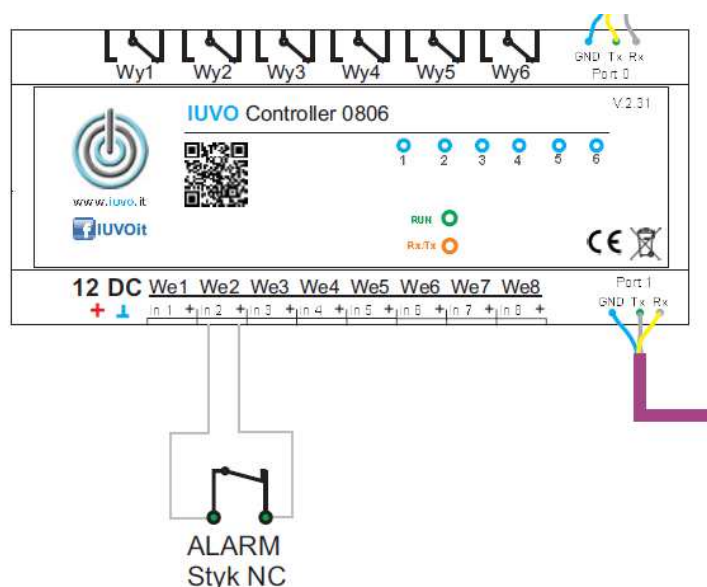 Wy1 Wy2 Wy3 Wy4 Wy5 Wy6
GND Tx Rx
Port 0
IUVO Controller 0806
V.2.31
1 2 3 4 5 6
www.iuvo.it
f IUVOit
RUN
Rx/Tx
CE
12 DC We1 We2 We3 We4 We5 We6 We7 We8
+ In 1 + In 2 + In 3 + In 4 + In 5 + In 6 + In 7 + In 8 +
Port 1
GND Tx Rx
ALARM
Styk NC